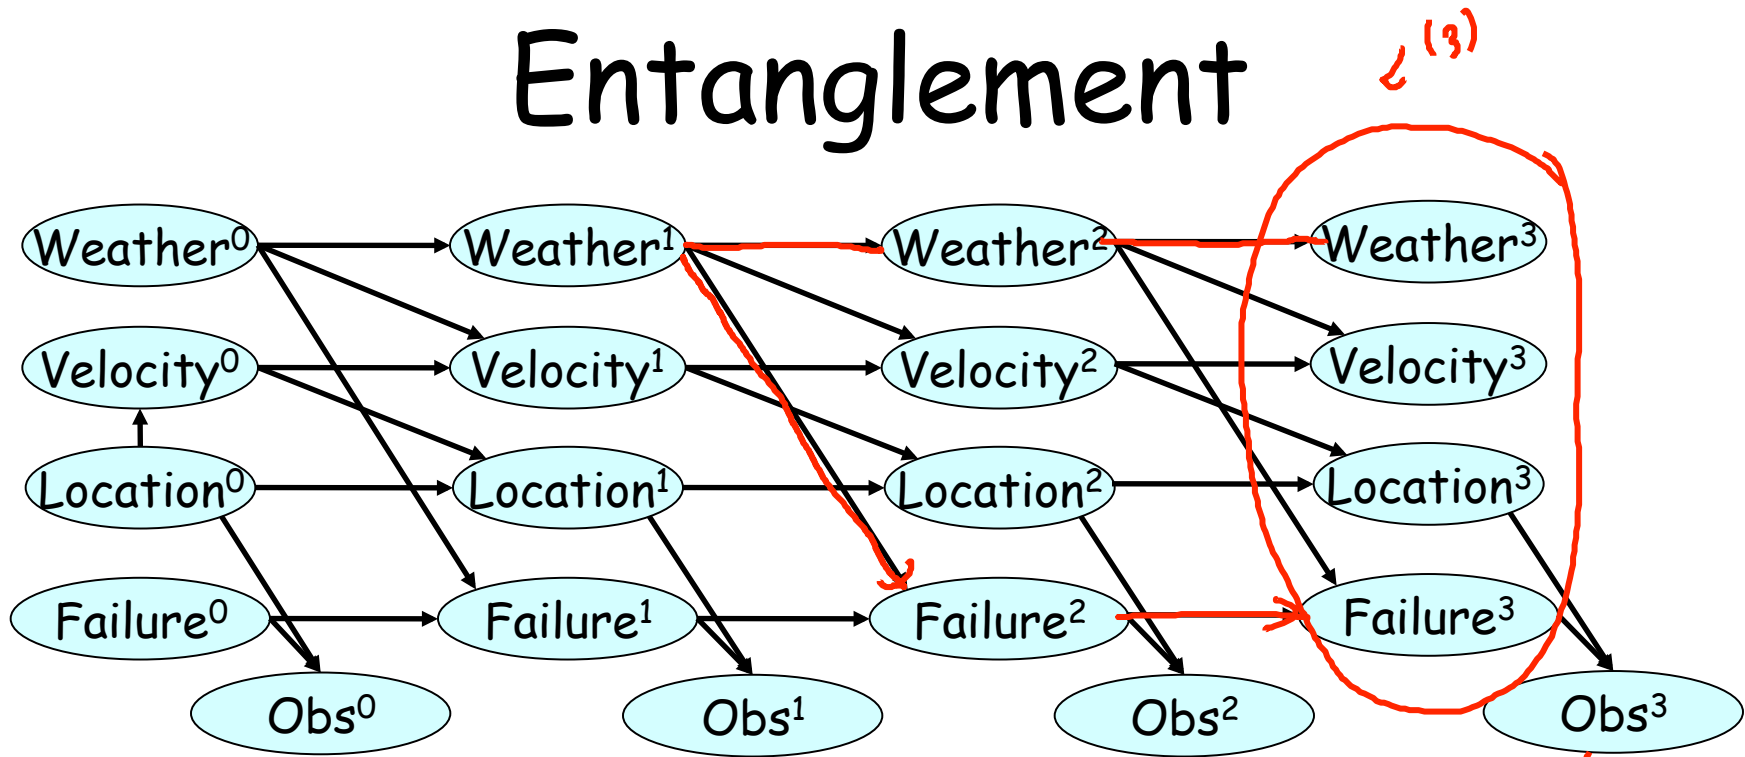 Entanglement
(3)
Weather0 Weather1 Weather2 Weather3
Velocity0 Velocity1 Velocity2 Velocity3
Location0 Location1 Location2 Location3
Failure0 Failure1 Failure2 Failure3
Obs0 Obs1 Obs2 Obs3